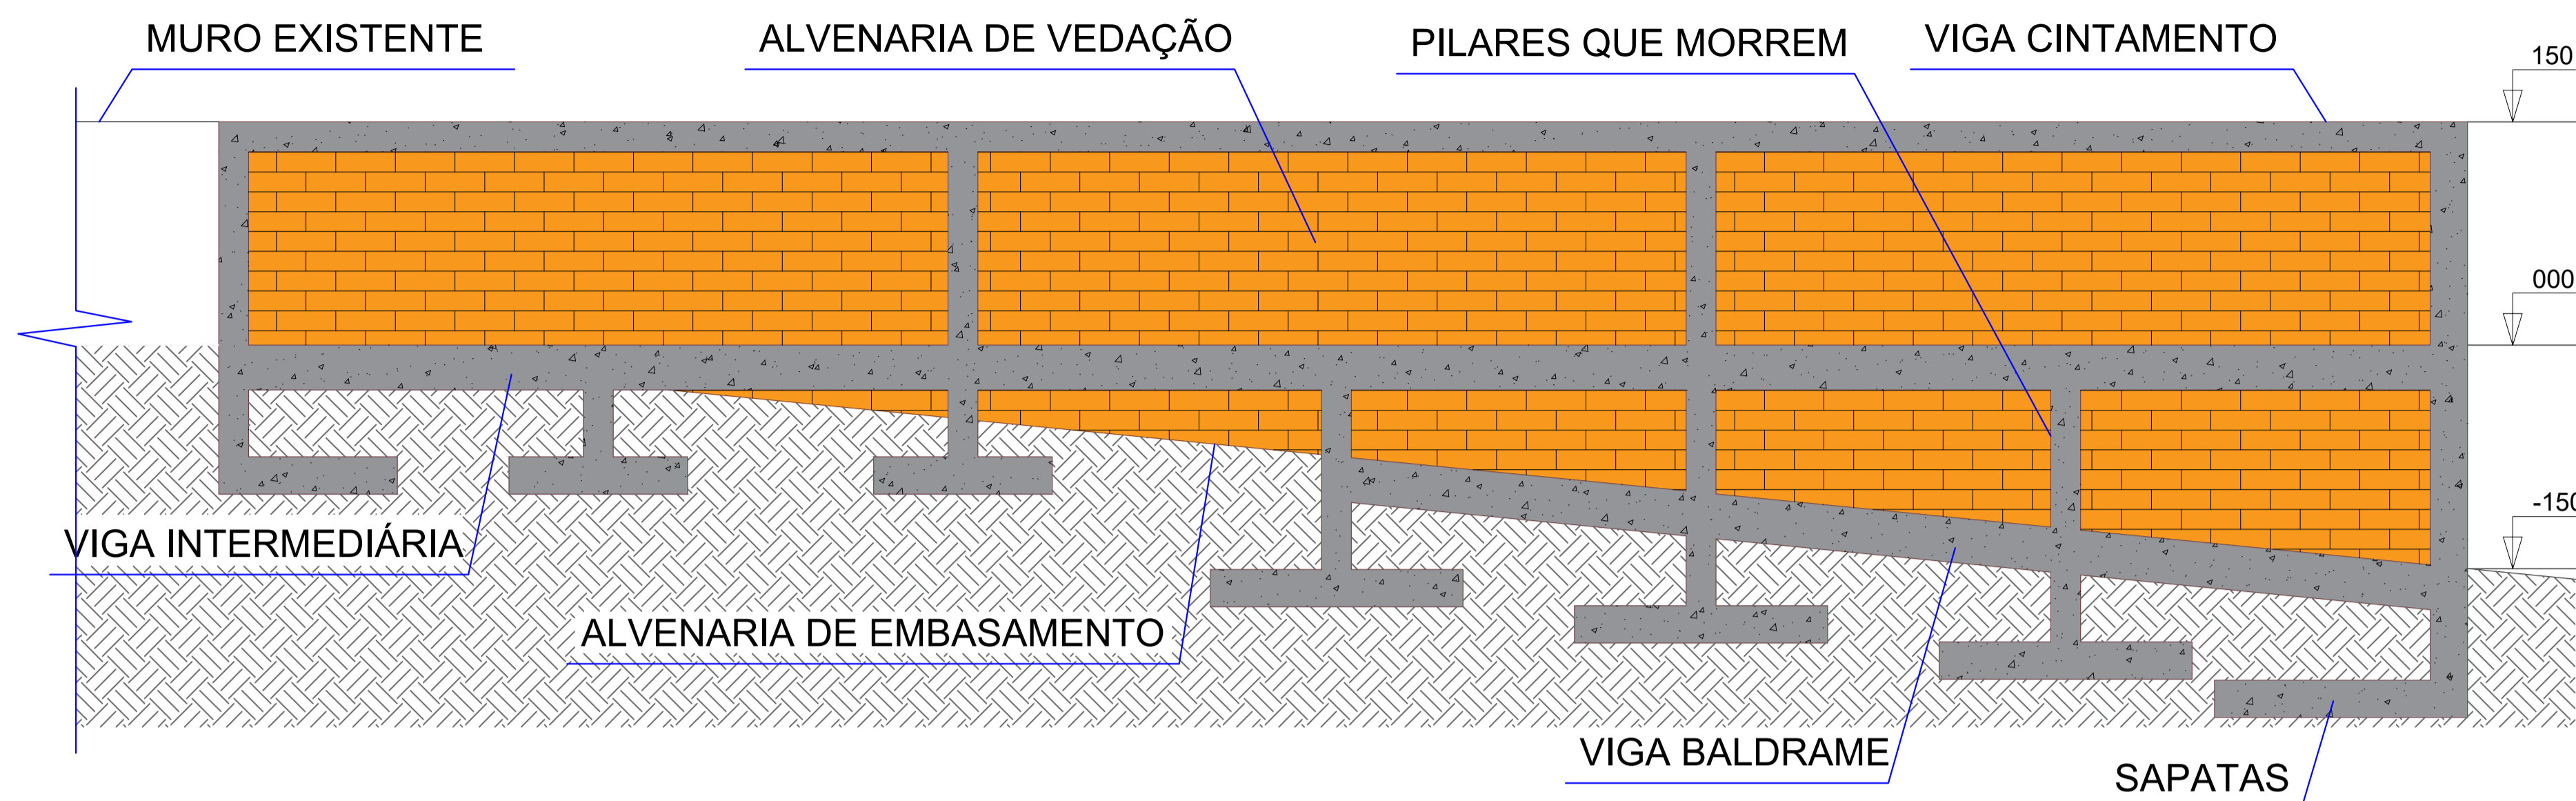 MURO EXISTENTE
ALVENARIA DE VEDAÇÃO
PILARES QUE MORREM
VIGA CINTAMENTO
150
000
VIGA INTERMEDIÁRIA
-150
ALVENARIA DE EMBASAMENTO
VIGA BALDRAME
SAPATAS